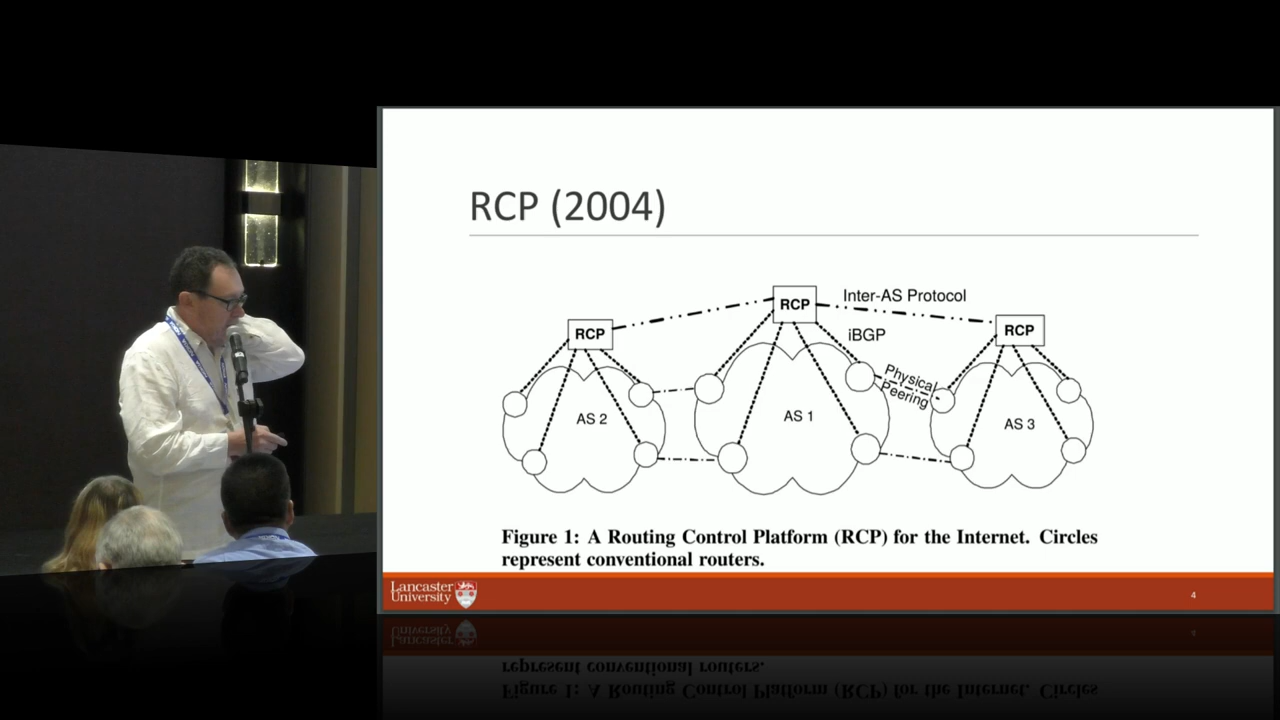 RCP (2004)
RCP
Inter-AS Protocol
RCP
RCP
iBGP
Physical
Peering
AS 2
AS 1
AS 3
Figure 1: A Routing Control Platform (RCP) for the Internet. Circles
represent conventional routers.
Lancaster
University
4